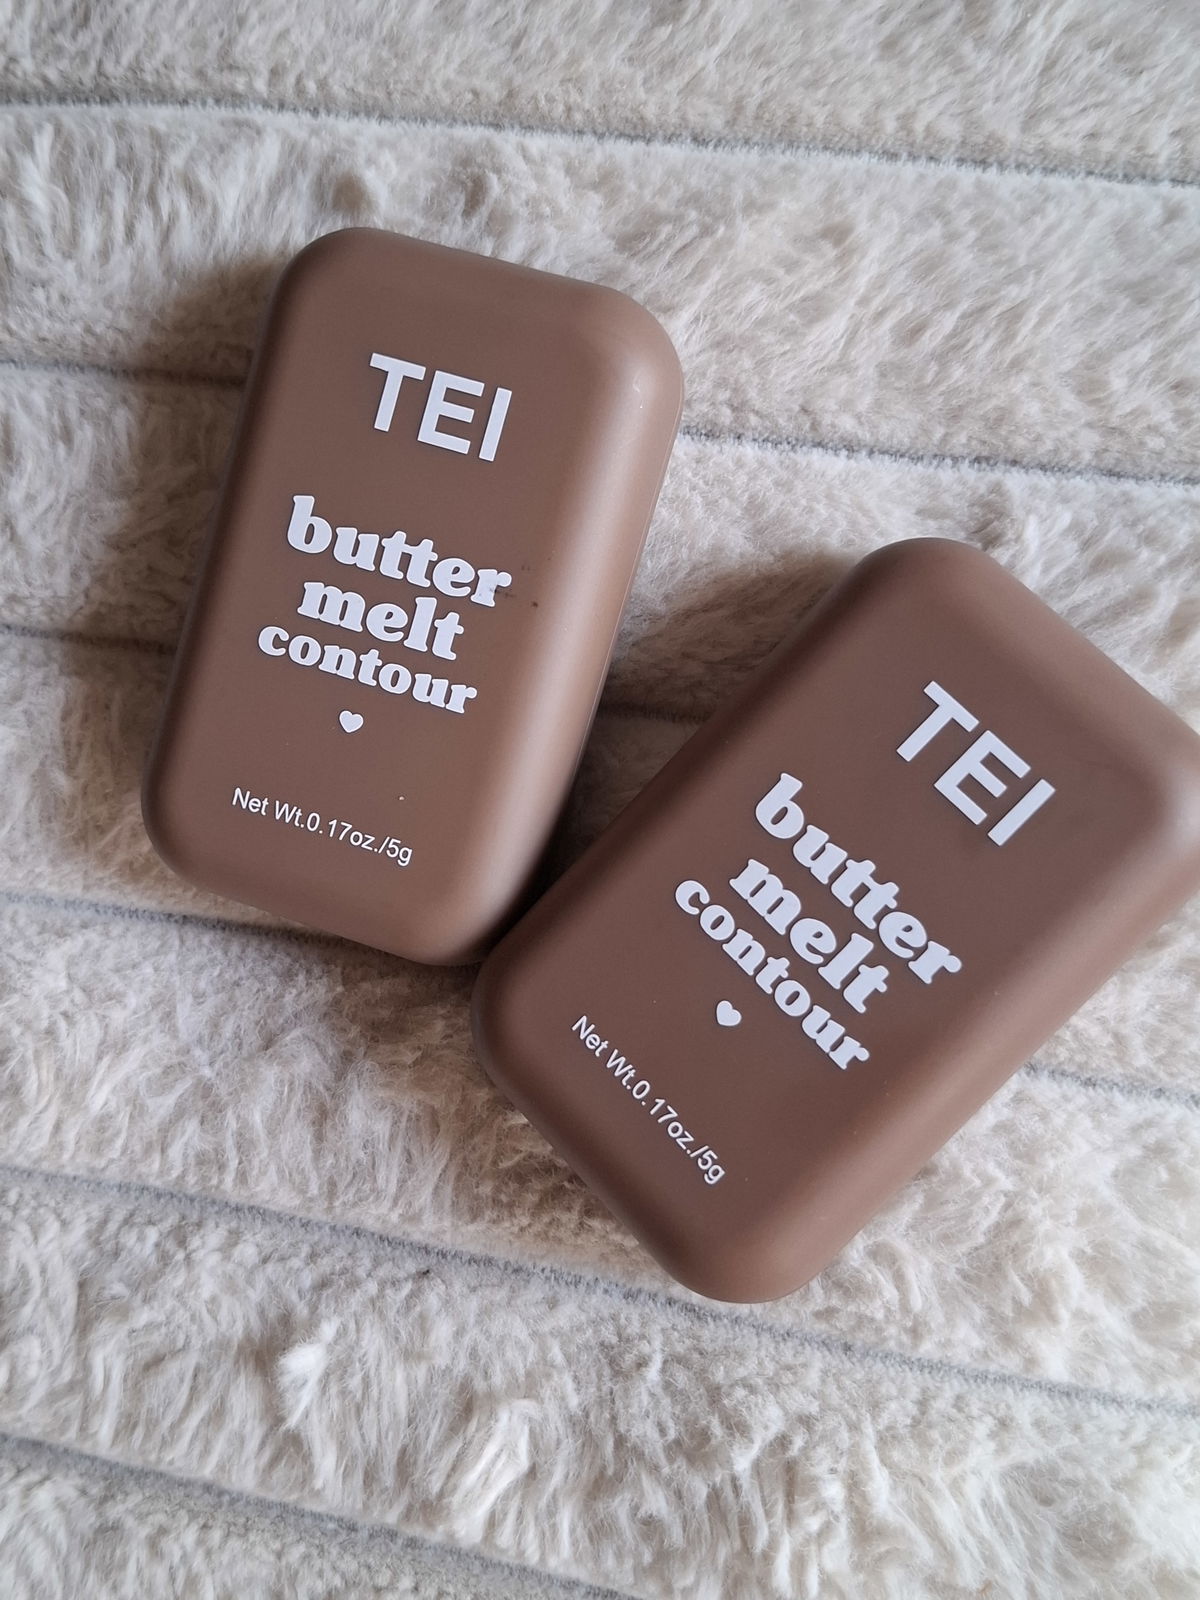 TEI
butter
melt
contour
Net Wt.0.17oz./5g
TEI
butter
melt
contour
Net Wt.0.17oz./5g